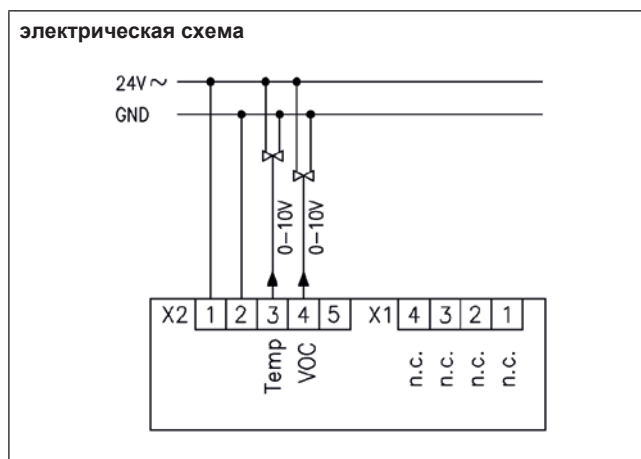 электрическая схема
24V~
GND
0-10V
0-10V
X2 1 2 3 4 5 X1 4 3 2 1
Temp
VOC
n.c.
n.c.
n.c.
n.c.